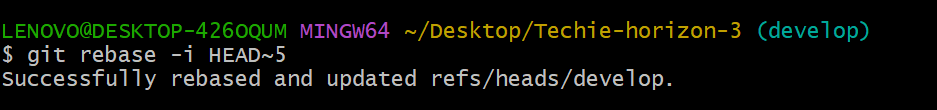 LENOVO@DESKTOP-426OQUM MINGW64 ~/Desktop/Techie-horizon-3 (develop)
$ git rebase -i HEAD~5
Successfully rebased and updated refs/heads/develop.